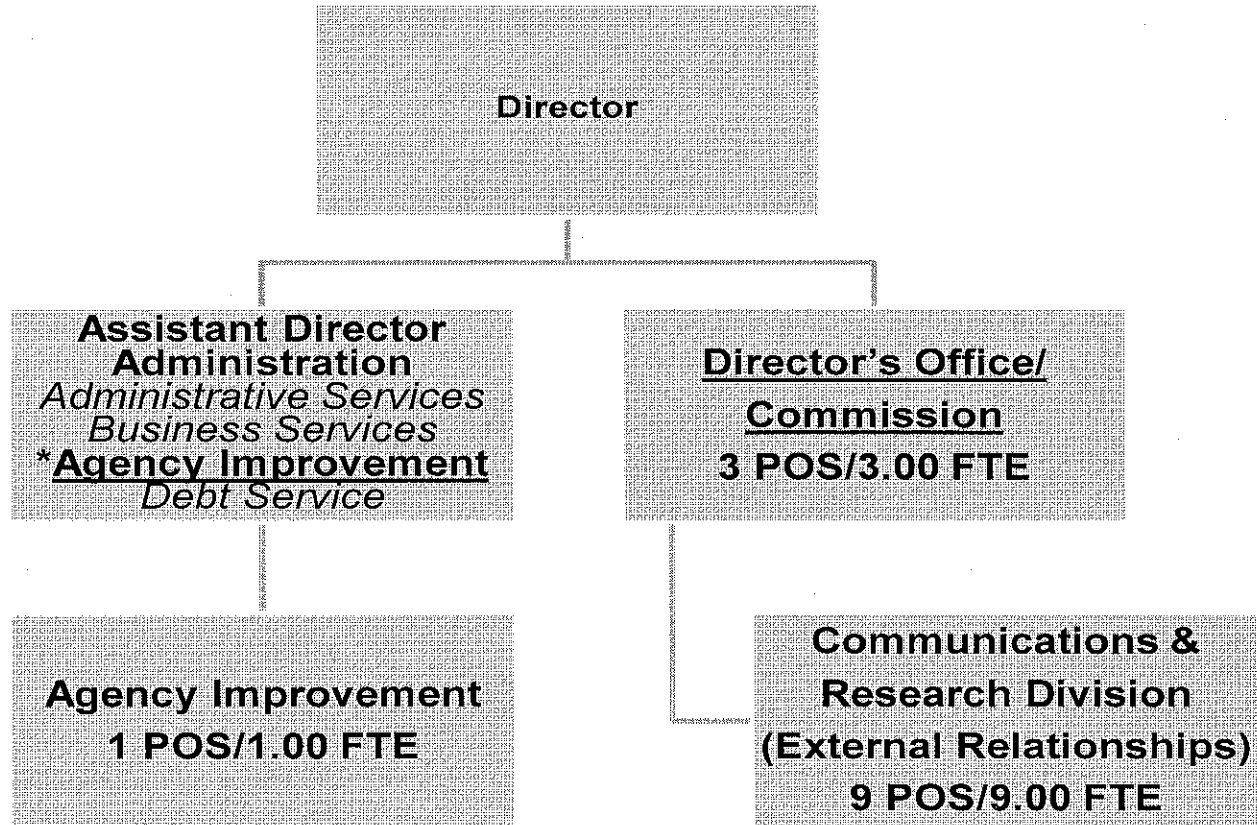 Director
Assistant Director
Administration
Administrative Services
Business Services
*Agency Improvement
Debt Service
Director’s Office/
Commission
3 POS/3.00 FTE
Agency Improvement
1 POS/1.00 FTE
Communications &
Research Division
(External Relationships)
9 POS/9.00 FTE